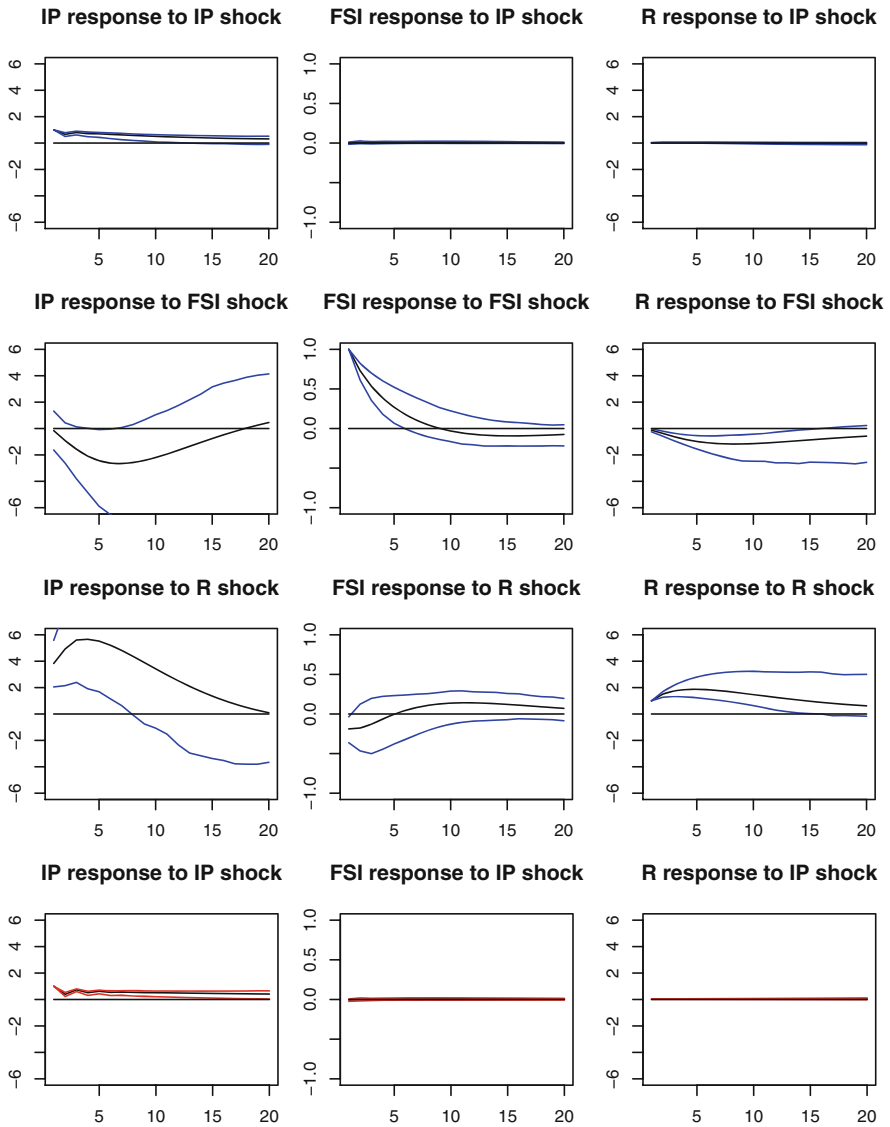 IP response to IP shock
FSI response to IP shock
R response to IP shock
6
2
−2
−6
5 10 15 20
1.0
0.5
0.0
−1.0
5 10 15 20
6
2
−2
−6
5 10 15 20
IP response to FSI shock
FSI response to FSI shock
R response to FSI shock
6
2
−2
−6
5 10 15 20
1.0
0.5
0.0
−1.0
5 10 15 20
6
2
−2
−6
5 10 15 20
IP response to R shock
FSI response to R shock
R response to R shock
6
4
2
−2
−6
5 10 15 20
1.0
0.5
0.0
−1.0
5 10 15 20
6
4
2
−2
−6
5 10 15 20
IP response to IP shock
FSI response to IP shock
R response to IP shock
6
4
2
−2
−6
5 10 15 20
1.0
0.5
0.0
−1.0
5 10 15 20
6
4
2
−2
−6
5 10 15 20